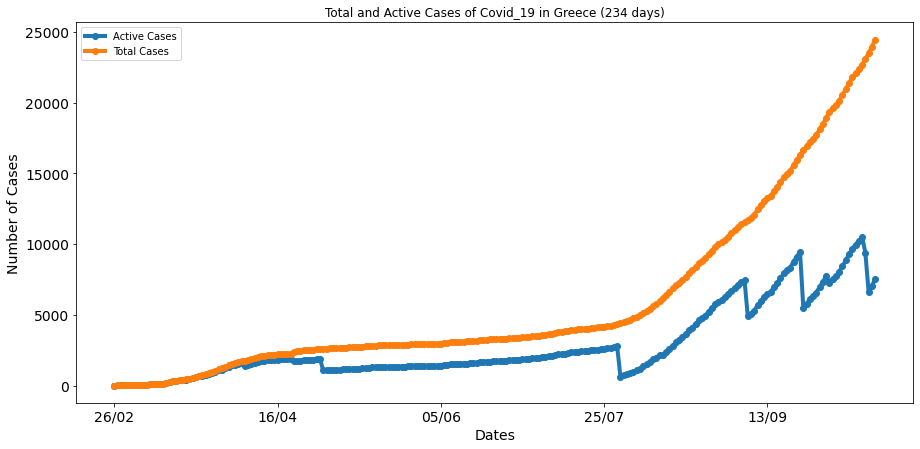 Total and Active Cases of Covid_19 in Greece (234 days)
Active Cases
Total Cases
25000
20000
15000
10000
5000
0
Number of Cases
26/02 16/04 05/06 25/07 13/09
Dates